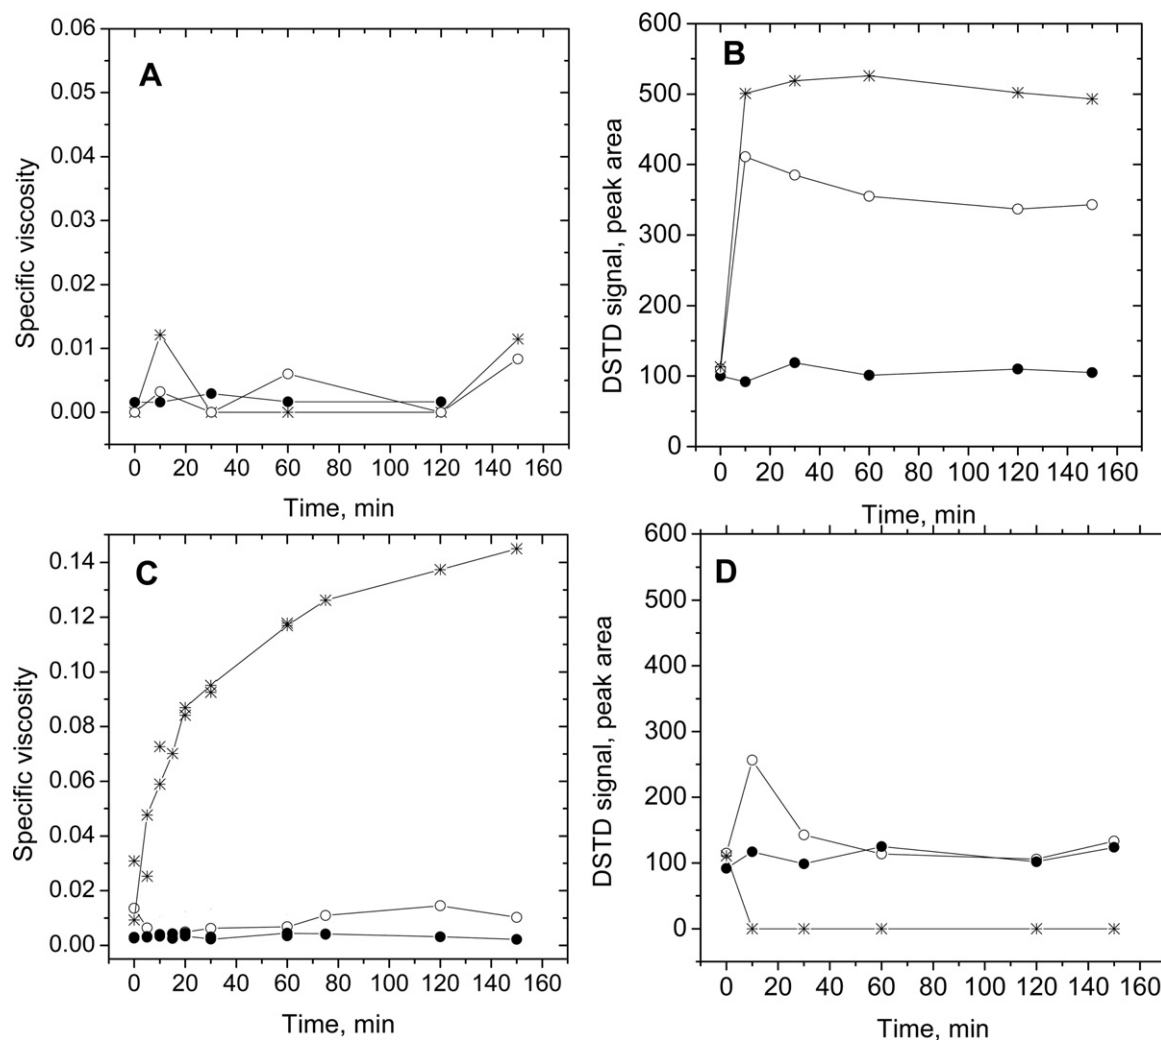 A
Specific viscosity
0.06
0.05
0.04
0.03
0.02
0.01
0.00
0 20 40 60 80 100 120 140 160
Time, min
B
DSTD signal, peak area
600
500
400
300
200
100
0
0 20 40 60 80 100 120 140 160
Time, min
C
Specific viscosity
0.14
0.12
0.10
0.08
0.06
0.04
0.02
0.00
0 20 40 60 80 100 120 140 160
Time, min
D
DSTD signal, peak area
600
500
400
300
200
100
0
0 20 40 60 80 100 120 140 160
Time, min